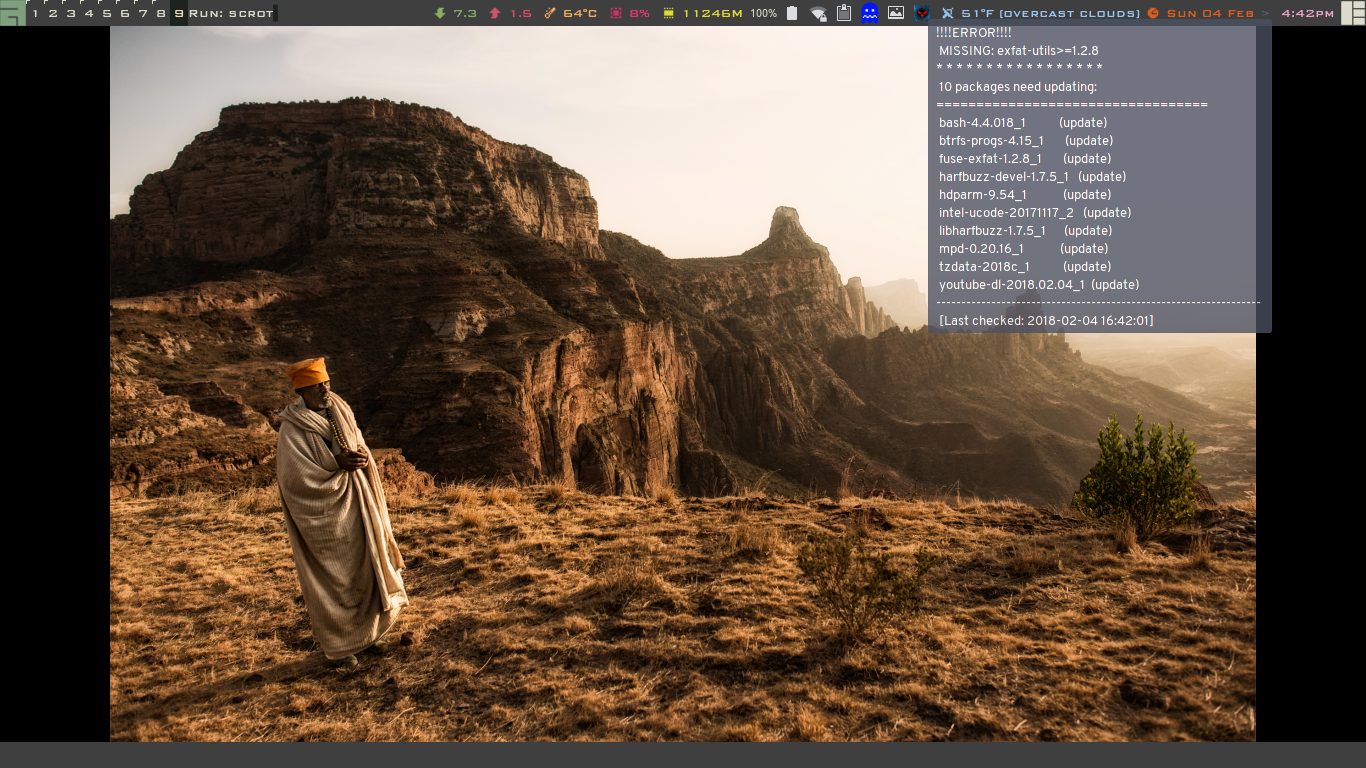 1 2 3 4 5 6 7 8 9 RUN: SCROT 7.3 1.5 64°C 8% 11246M 100% 51°F [OVERCAST CLOUDS] SUN 04 FEB > 4:42PM
!!!!ERROR!!!!
MISSING: exfat-utils>=1.2.8
* * * * * * * * * * * * * * * * *
10 packages need updating:
==================================
bash-4.4.018_1 (update)
btrfs-progs-4.15_1 (update)
fuse-exfat-1.2.8_1 (update)
harfbuzz-devel-1.7.5_1 (update)
hdparm-9.54_1 (update)
intel-ucode-20171117_2 (update)
libharfbuzz-1.7.5_1 (update)
mpd-0.20.16_1 (update)
tzdata-2018c_1 (update)
youtube-dl-2018.02.04_1 (update)
------------------------------------------------------------------
[Last checked: 2018-02-04 16:42:01]